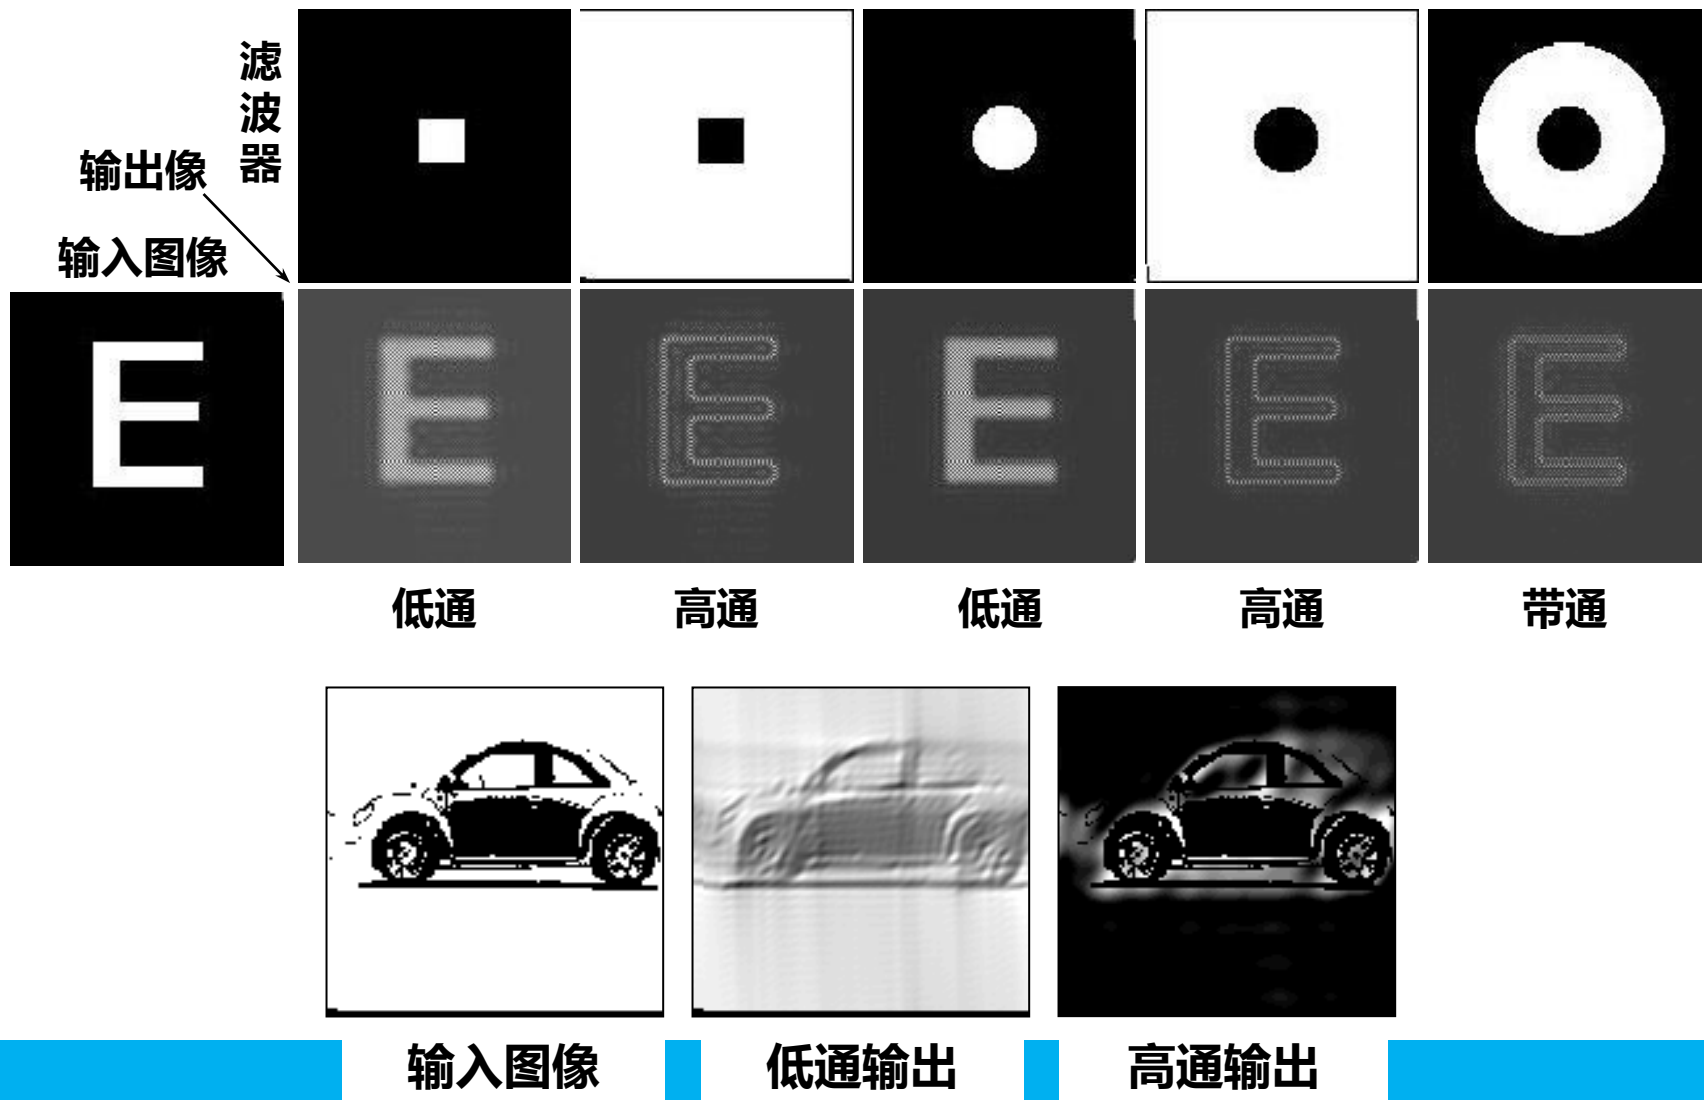 滤波器
输出像
输入图像
E
E E E E E
低通 高通 低通 高通 带通
输入图像 低通输出 高通输出